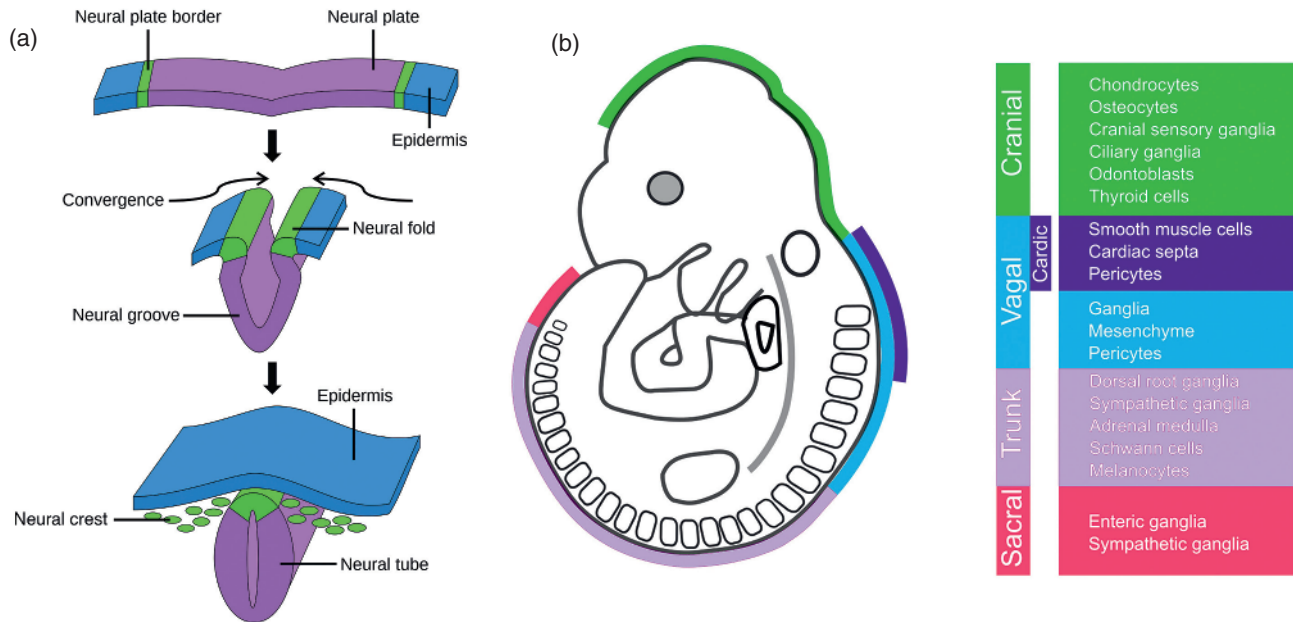 (a)
Neural plate border
Neural plate
Epidermis
Convergence
Neural fold
Neural groove
Epidermis
Neural crest
Neural tube
(b)
Cranial
Chondrocytes
Osteocytes
Cranial sensory ganglia
Ciliary ganglia
Odontoblasts
Thyroid cells
Vagal
Cardic
Smooth muscle cells
Cardiac septa
Pericytes
Ganglia
Mesenchyme
Pericytes
Trunk
Dorsal root ganglia
Sympathetic ganglia
Adrenal medulla
Schwann cells
Melanocytes
Sacral
Enteric ganglia
Sympathetic ganglia